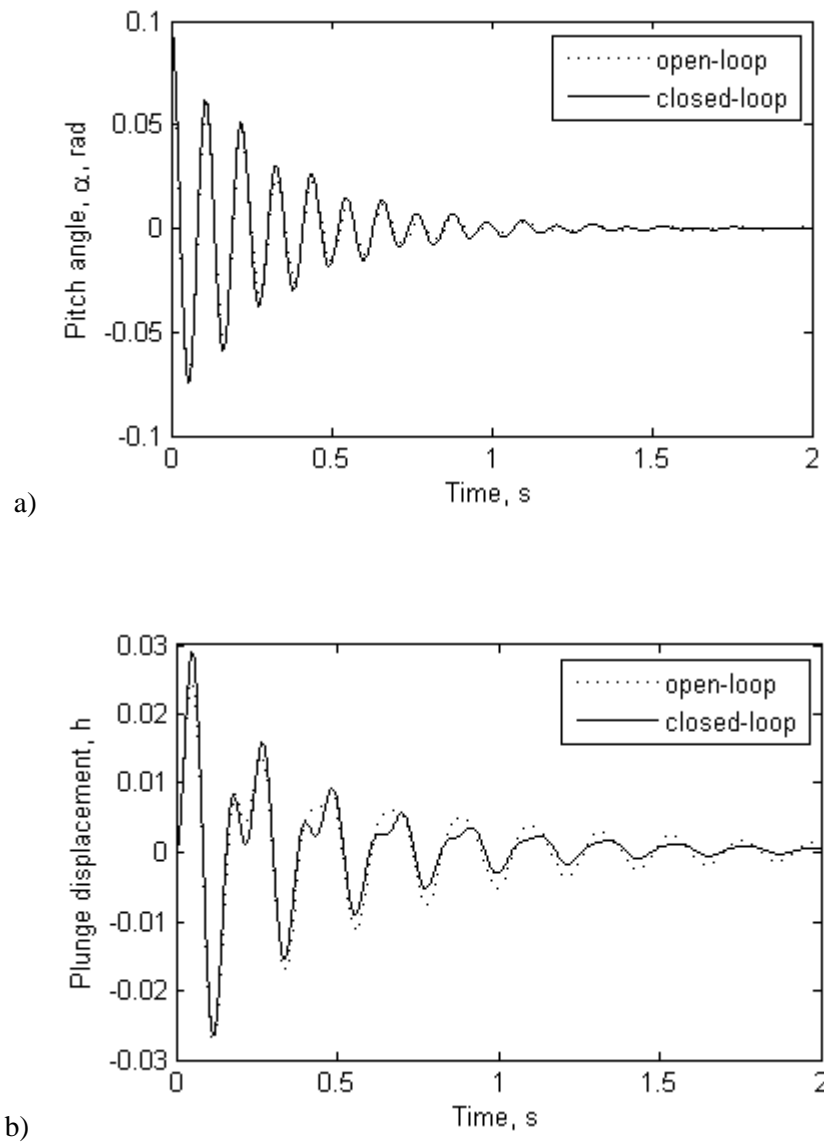 0.1
0.05
0
-0.05
-0.1
Pitch angle, α, rad
open-loop
closed-loop
0 0.5 1 1.5 2
Time, s
a)
0.03
0.02
0.01
0
-0.01
-0.02
-0.03
Plunge displacement, h
open-loop
closed-loop
0 0.5 1 1.5 2
Time, s
b)